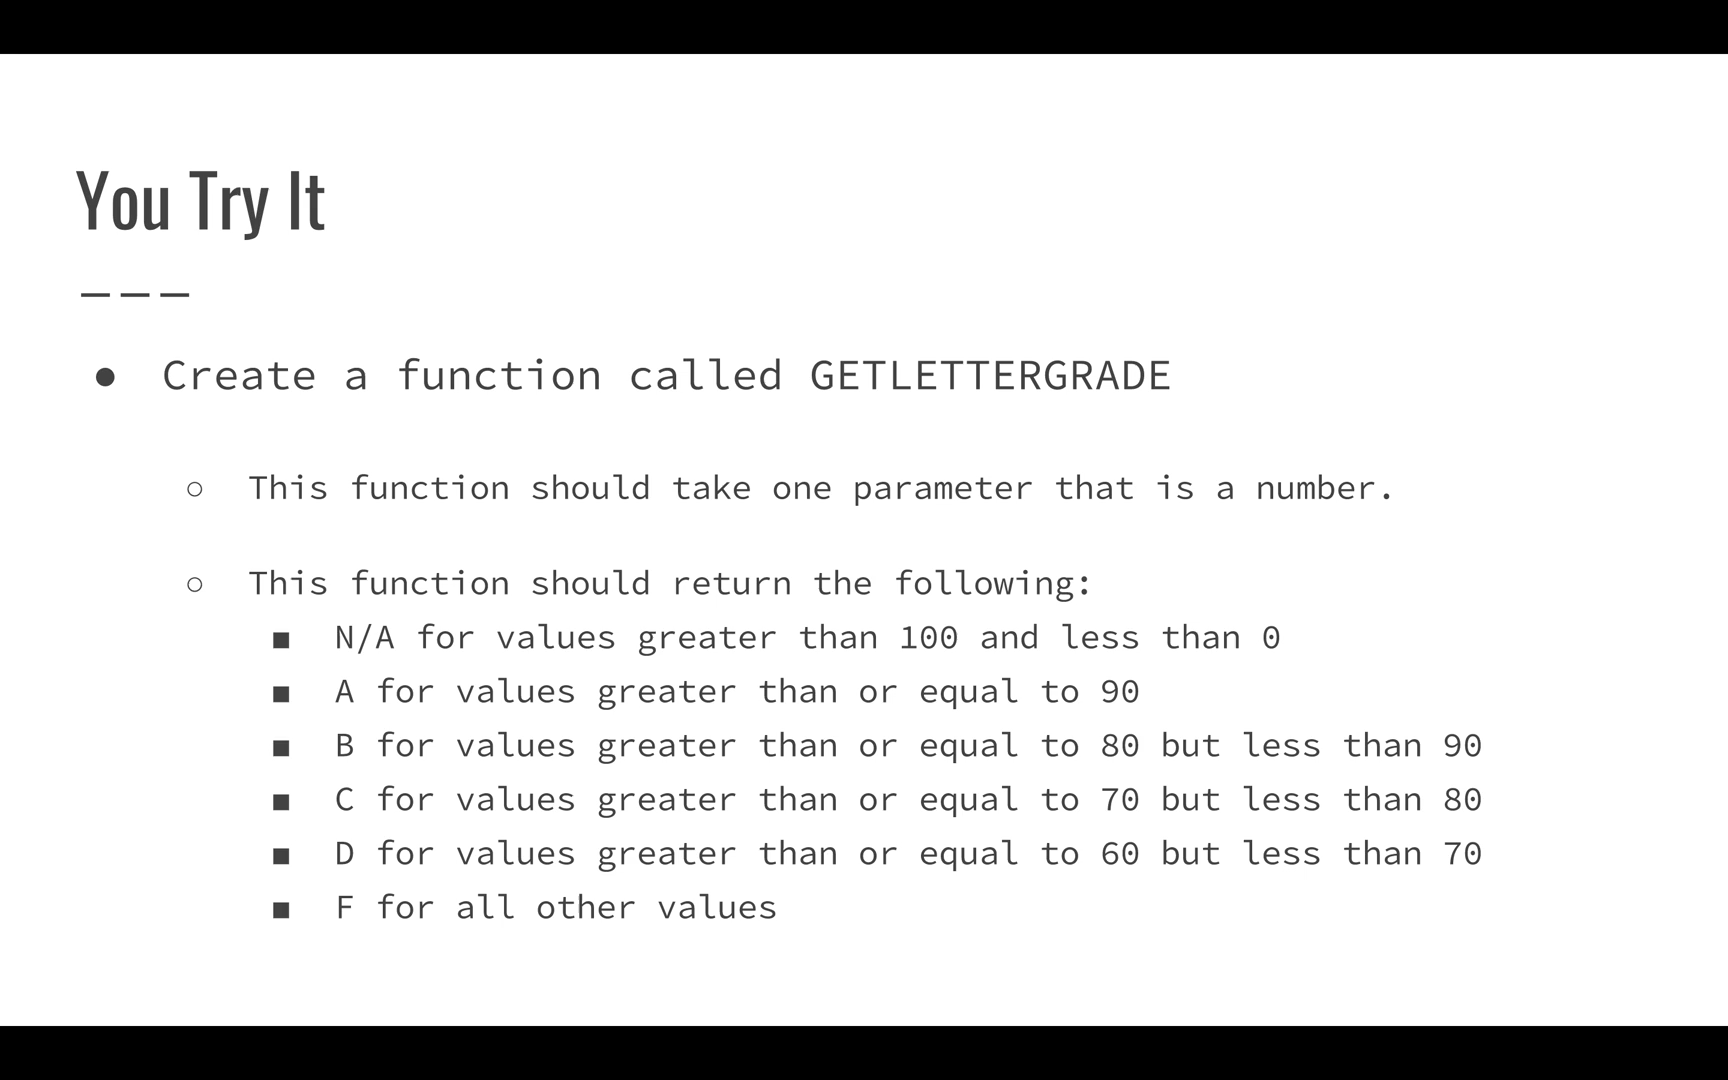 You Try It
———
● Create a function called GETLETTERGRADE
○ This function should take one parameter that is a number.
○ This function should return the following:
■ N/A for values greater than 100 and less than 0
■ A for values greater than or equal to 90
■ B for values greater than or equal to 80 but less than 90
■ C for values greater than or equal to 70 but less than 80
■ D for values greater than or equal to 60 but less than 70
■ F for all other values